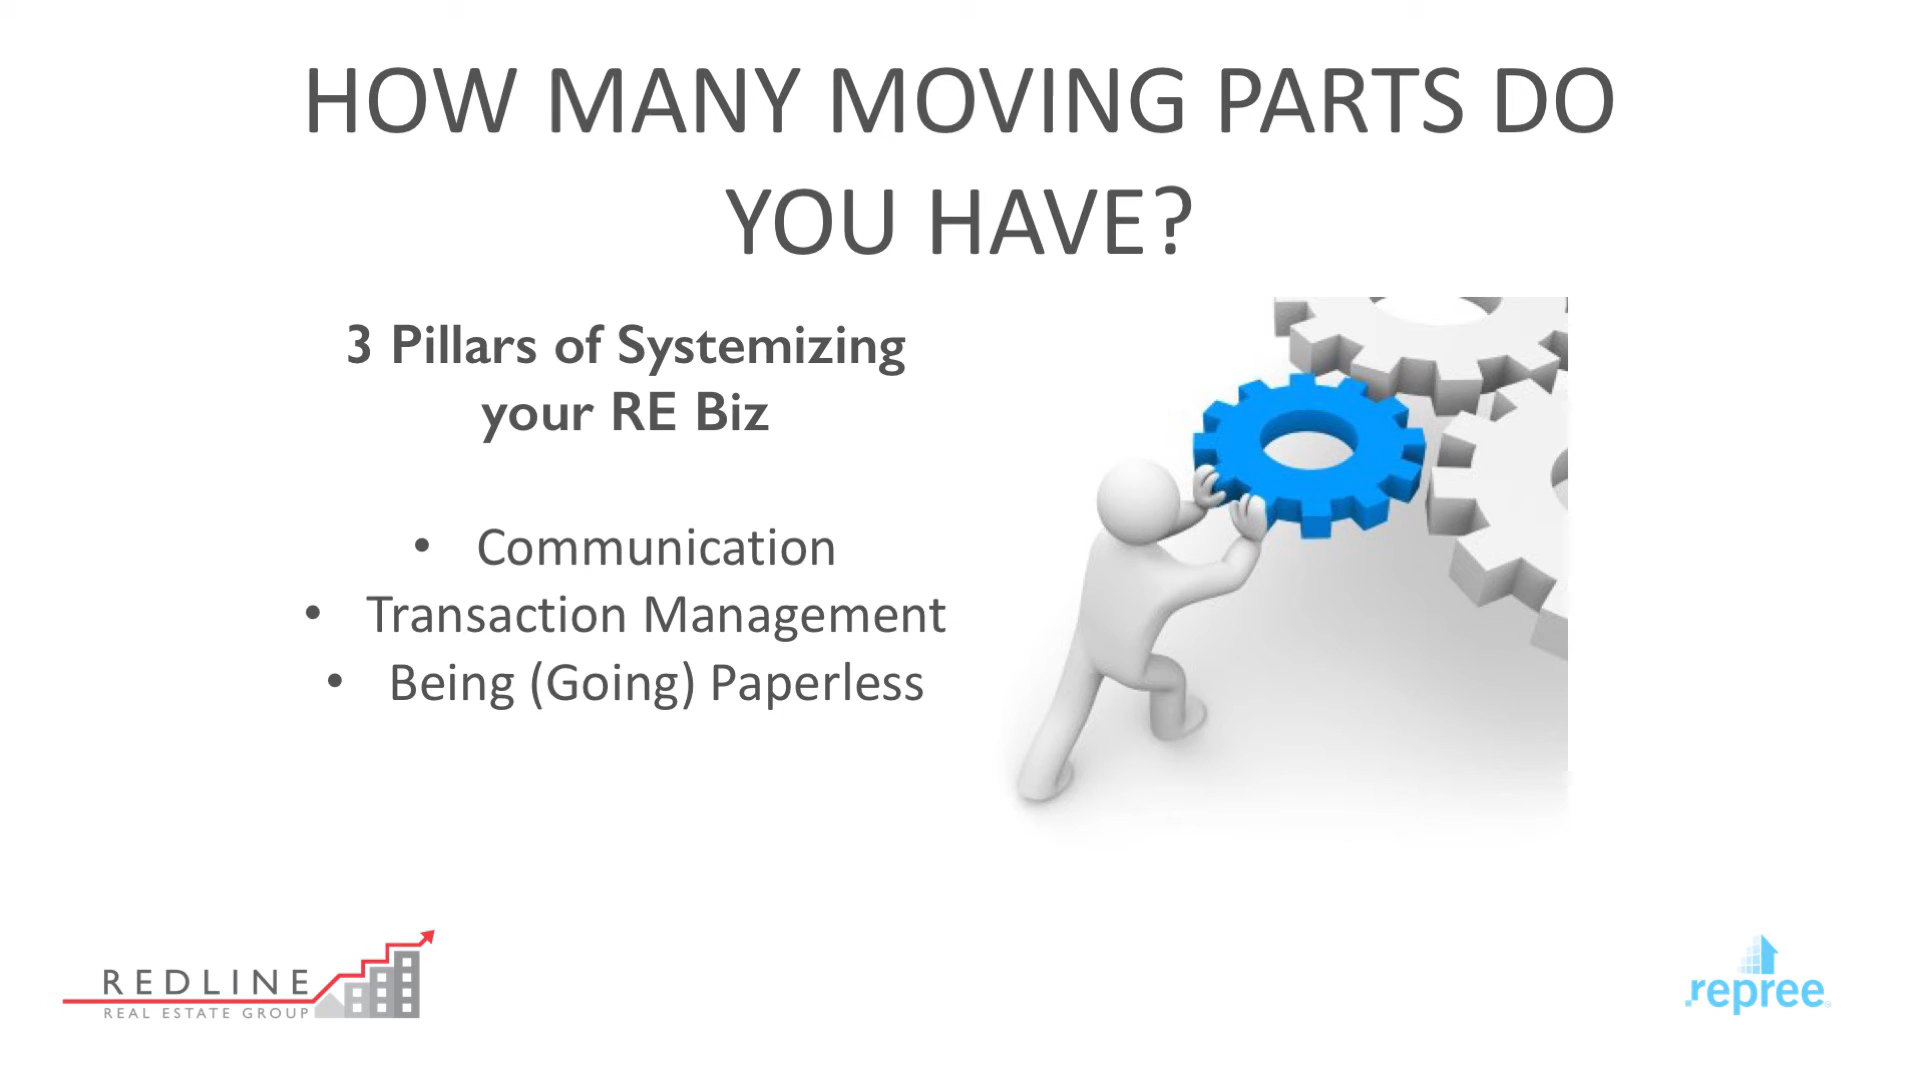 HOW MANY MOVING PARTS DO
YOU HAVE?
3 Pillars of Systemizing
your RE Biz
• Communication
• Transaction Management
• Being (Going) Paperless
REDLINE
REAL ESTATE GROUP
.repree